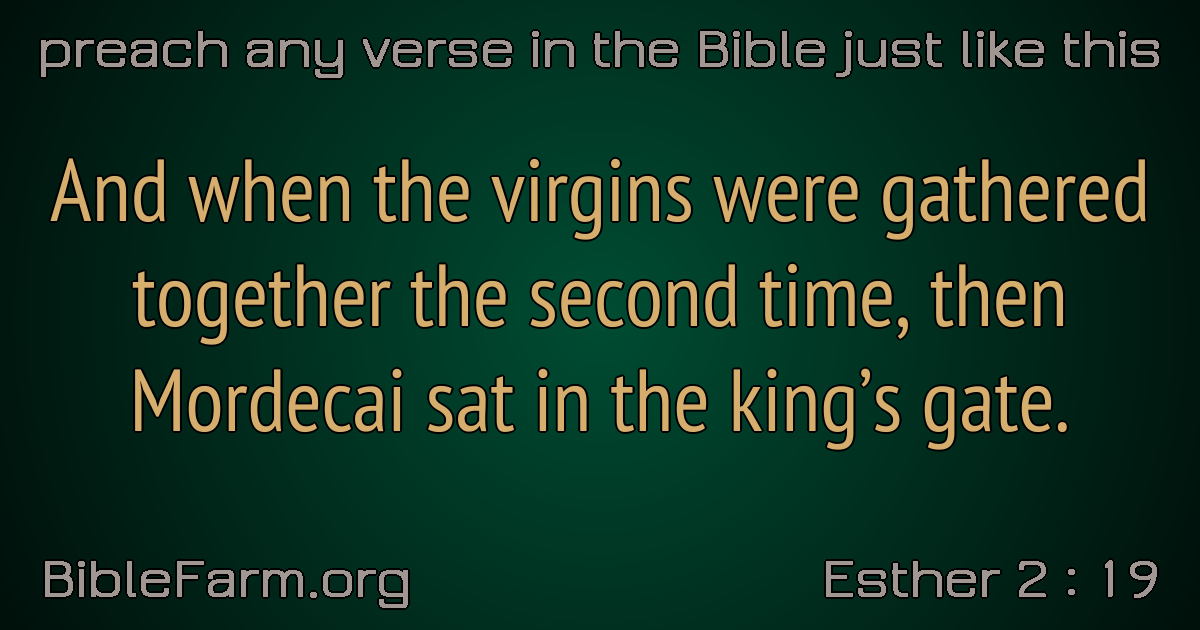 preach any verse in the Bible just like this
And when the virgins were gathered
together the second time, then
Mordecai sat in the king’s gate.
BibleFarm.org
Esther 2 : 19